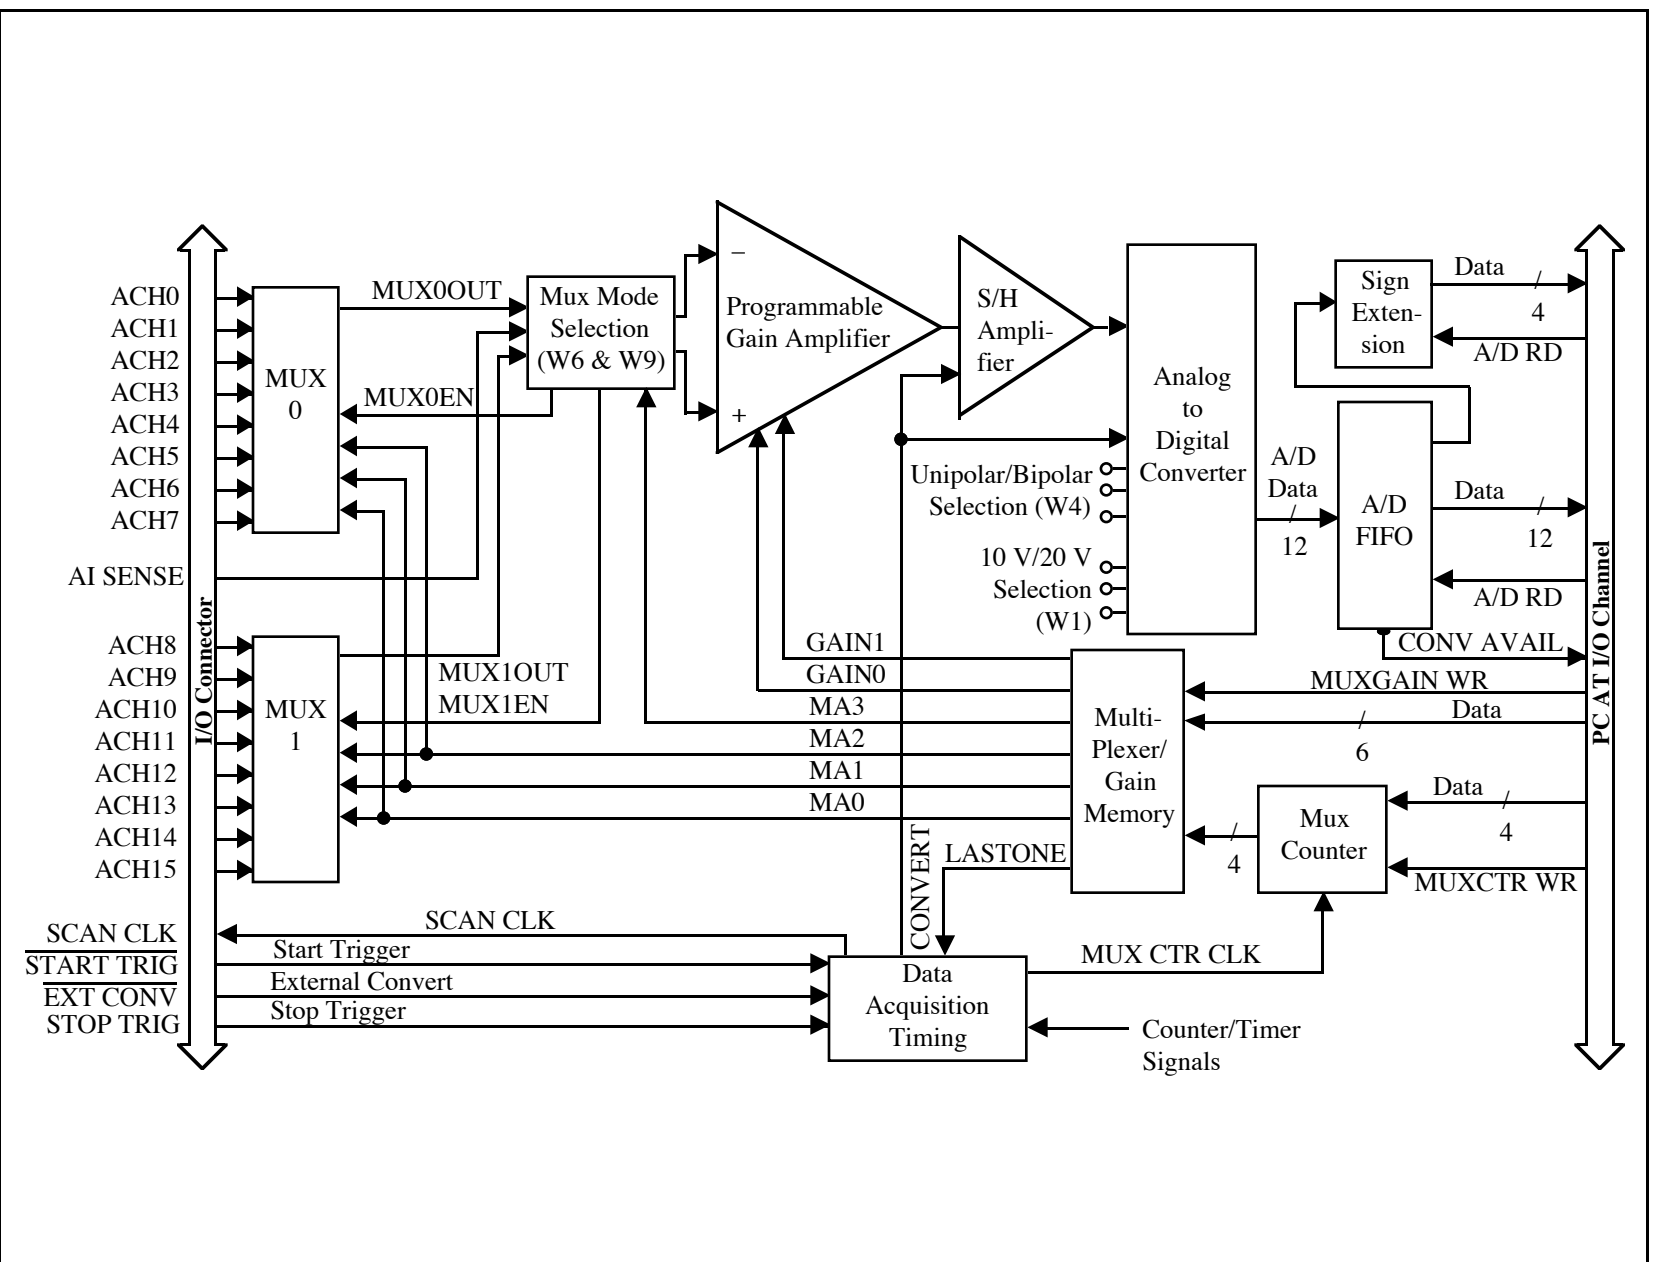 ACH0
ACH1
ACH2
ACH3
ACH4
ACH5
ACH6
ACH7
AI SENSE
ACH8
ACH9
ACH10
ACH11
ACH12
ACH13
ACH14
ACH15
SCAN CLK
START TRIG
EXT CONV
STOP TRIG
I/O Connector
MUX
0
MUX
1
MUX0OUT
MUX0EN
MUX1OUT
MUX1EN
Mux Mode
Selection
(W6 & W9)
−
Programmable
Gain Amplifier
+
S/H
Ampli-
fier
Analog
to
Digital
Converter
Unipolar/Bipolar
Selection (W4)
10 V/20 V
Selection
(W1)
A/D
Data
/
12
Sign
Exten-
sion
Data
/
4
A/D RD
A/D
FIFO
Data
/
12
A/D RD
CONV AVAIL
PC AT I/O Channel
GAIN1
GAIN0
MA3
MA2
MA1
MA0
Multi-
Plexer/
Gain
Memory
MUXGAIN WR
Data
/
6
Mux
Counter
Data
/
4
/
4
MUXCTR WR
CONVERT
LASTONE
SCAN CLK
Start Trigger
External Convert
Stop Trigger
Data
Acquisition
Timing
MUX CTR CLK
Counter/Timer
Signals